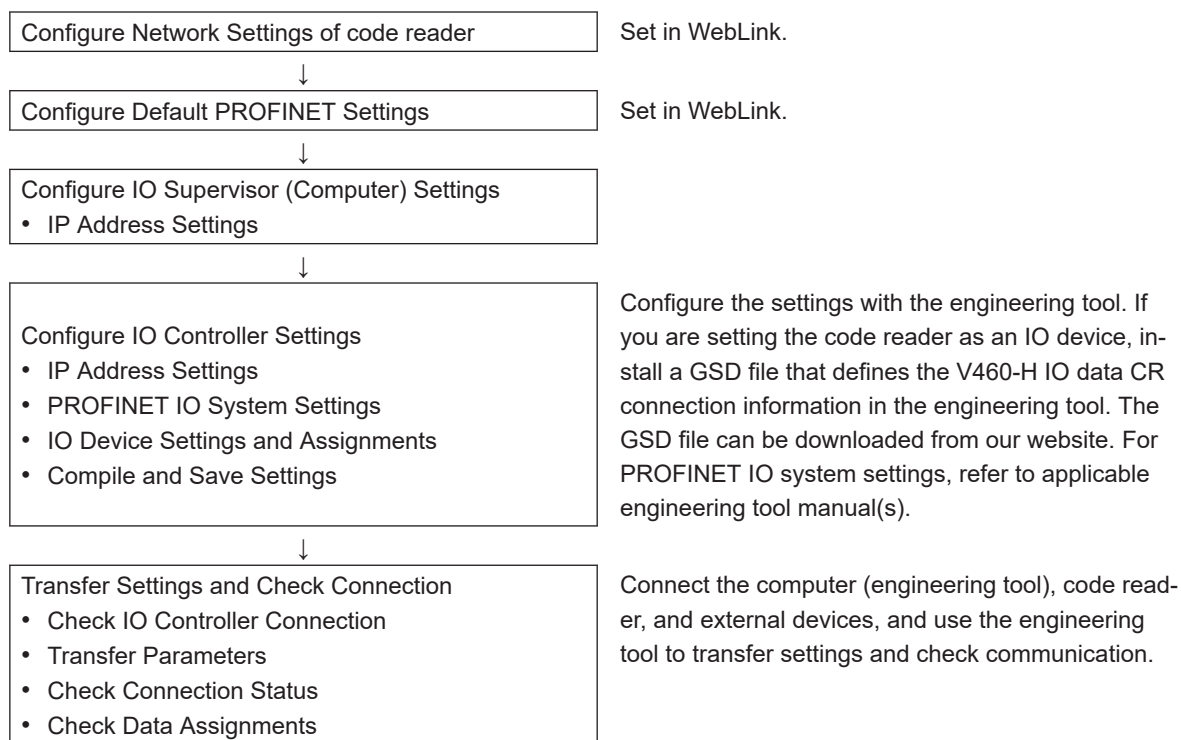 Configure Network Settings of code reader
Set in WebLink.
↓
Configure Default PROFINET Settings
Set in WebLink.
↓
Configure IO Supervisor (Computer) Settings
• IP Address Settings
↓
Configure IO Controller Settings
• IP Address Settings
• PROFINET IO System Settings
• IO Device Settings and Assignments
• Compile and Save Settings
Configure the settings with the engineering tool. If
you are setting the code reader as an IO device, in-
stall a GSD file that defines the V460-H IO data CR
connection information in the engineering tool. The
GSD file can be downloaded from our website. For
PROFINET IO system settings, refer to applicable
engineering tool manual(s).
↓
Transfer Settings and Check Connection
• Check IO Controller Connection
• Transfer Parameters
• Check Connection Status
• Check Data Assignments
Connect the computer (engineering tool), code read-
er, and external devices, and use the engineering
tool to transfer settings and check communication.